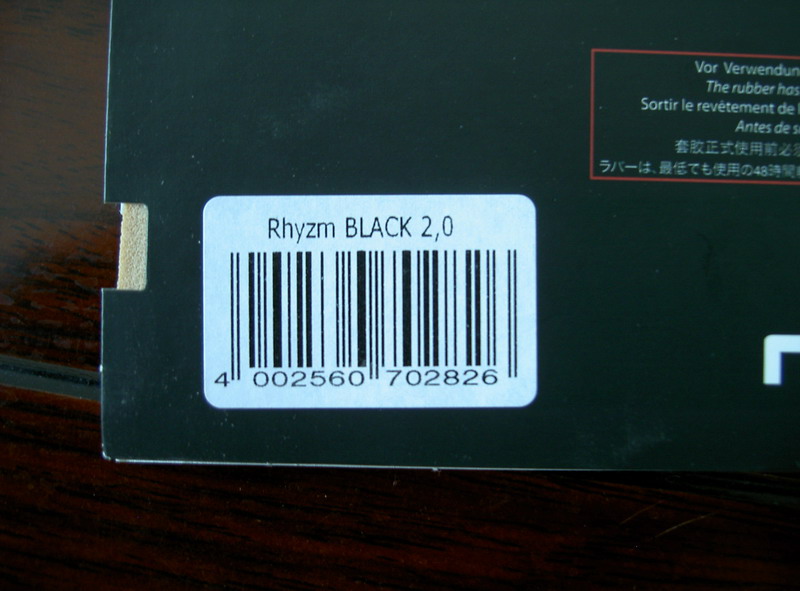 Vor Verwendun
The rubber has
Sortir le revêtement de l
Antes de s
套胶正式使用前必须
ラバーは、最低でも使用の48時間
Rhyzm BLACK 2,0
4 002560 702826